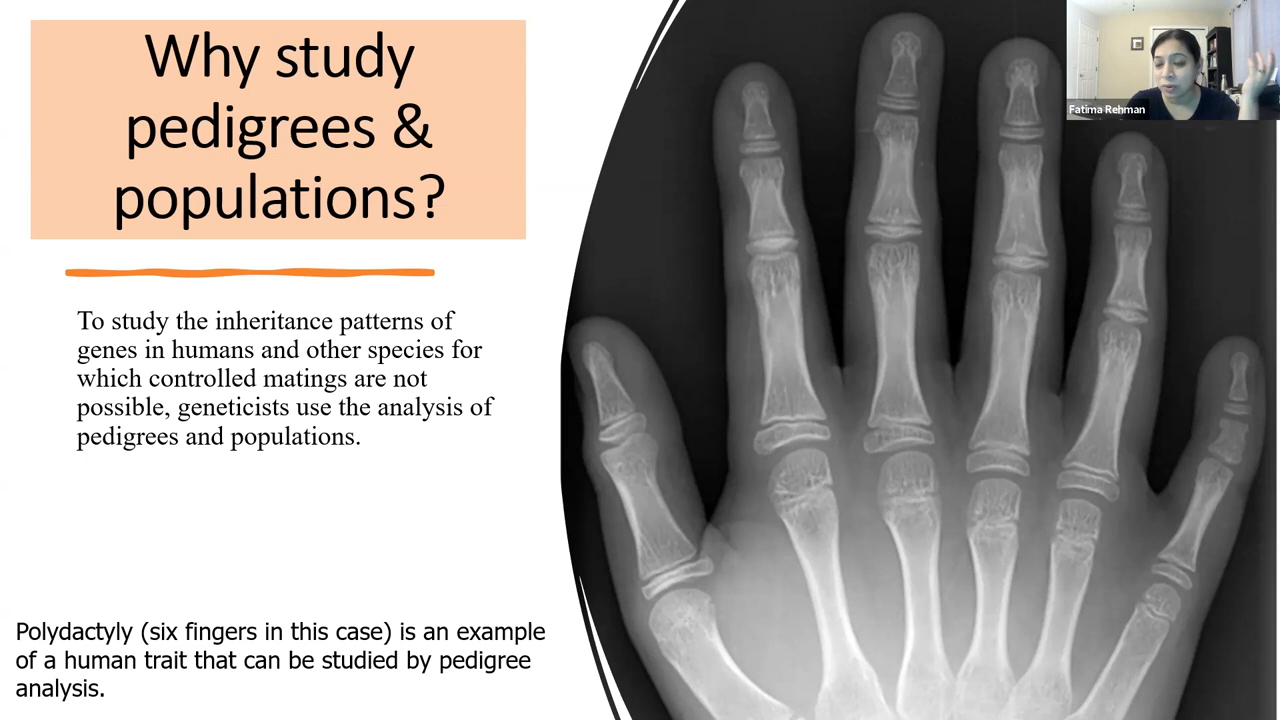 Why study
pedigrees &
populations?
To study the inheritance patterns of
genes in humans and other species for
which controlled matings are not
possible, geneticists use the analysis of
pedigrees and populations.
Polydactyly (six fingers in this case) is an example
of a human trait that can be studied by pedigree
analysis.
Fatima Rehman